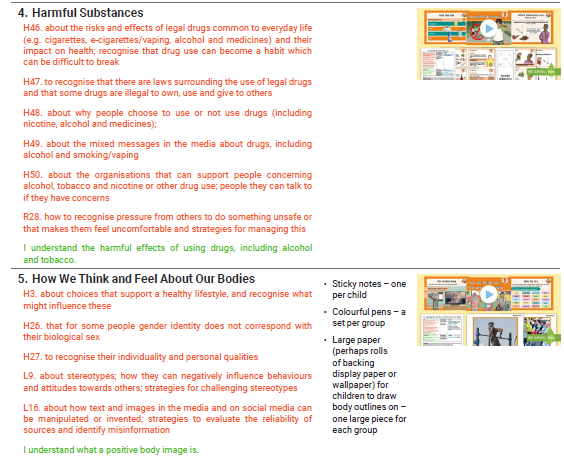 4. Harmful Substances
H46. about the risks and effects of legal drugs common to everyday life
(e.g. cigarettes, e-cigarettes/vaping, alcohol and medicines) and their
impact on health; recognise that drug use can become a habit which
can be difficult to break
H47. to recognise that there are laws surrounding the use of legal drugs
and that some drugs are illegal to own, use and give to others
H48. about why people choose to use or not use drugs (including
nicotine, alcohol and medicines);
H49. about the mixed messages in the media about drugs, including
alcohol and smoking/vaping
H50. about the organisations that can support people concerning
alcohol, tobacco and nicotine or other drug use; people they can talk to
if they have concerns
R28. how to recognise pressure from others to do something unsafe or
that makes them feel uncomfortable and strategies for managing this
I understand the harmful effects of using drugs, including alcohol
and tobacco.
5. How We Think and Feel About Our Bodies
H3. about choices that support a healthy lifestyle, and recognise what
might influence these
H26. that for some people gender identity does not correspond with
their biological sex
H27. to recognise their individuality and personal qualities
L9. about stereotypes; how they can negatively influence behaviours
and attitudes towards others; strategies for challenging stereotypes
L16. about how text and images in the media and on social media can
be manipulated or invented; strategies to evaluate the reliability of
sources and identify misinformation
I understand what a positive body image is.
• Sticky notes – one
per child
• Colourful pens – a
set per group
• Large paper
(perhaps rolls
of backing
display paper or
wallpaper) for
children to draw
body outlines on –
one large piece for
each group